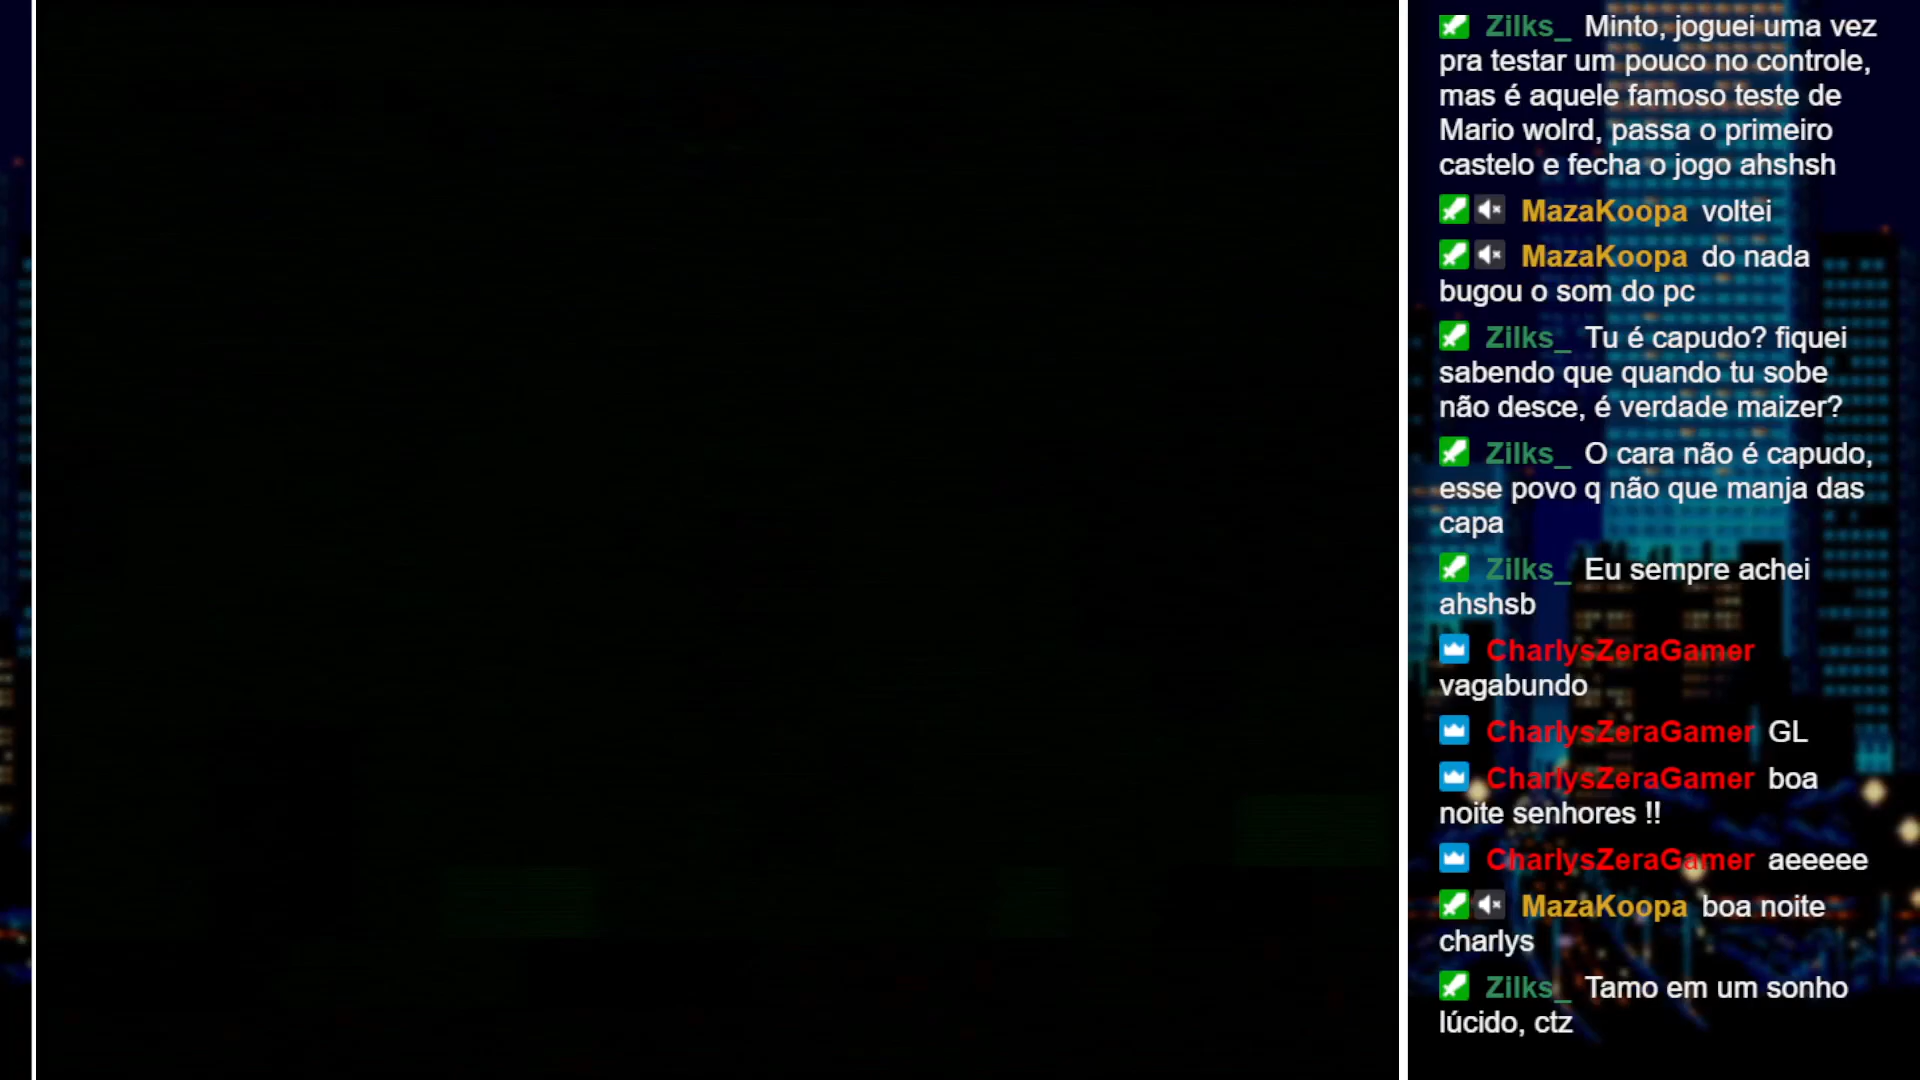 Zilks_ Minto, joguei uma vez
pra testar um pouco no controle,
mas é aquele famoso teste de
Mario wolrd, passa o primeiro
castelo e fecha o jogo ahshsh
MazaKoopa voltei
MazaKoopa do nada
bugou o som do pc
Zilks_ Tu é capudo? fiquei
sabendo que quando tu sobe
não desce, é verdade maizer?
Zilks_ O cara não é capudo,
esse povo q não que manja das
capa
Zilks_ Eu sempre achei
ahshsb
CharlysZeraGamer
vagabundo
CharlysZeraGamer GL
CharlysZeraGamer boa
noite senhores !!
CharlysZeraGamer aeeeee
MazaKoopa boa noite
charlys
Zilks_ Tamo em um sonho
lúcido, ctz